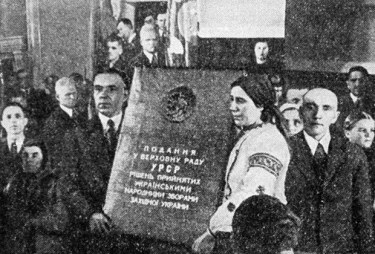 ПОДАННЯ
У ВЕРХОВНУ РАДУ
УРСР
РІШЕНЬ ПРИЙНЯТИХ
УКРАЇНСЬКИМИ
НАРОДНИМИ ЗБОРАМИ
ЗАХІДНОЇ УКРАЇНИ